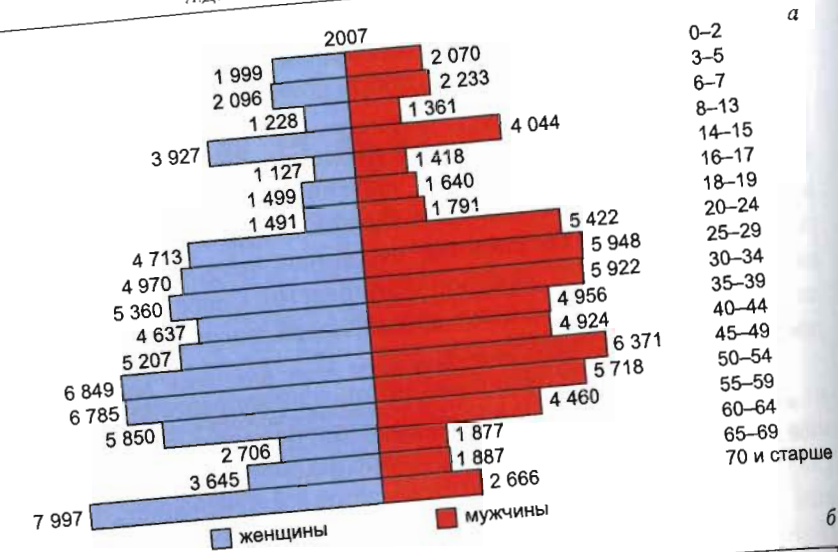 а
2007
1 999 2 070 0–2
2 096 2 233 3–5
1 228 1 361 6–7
3 927 4 044 8–13
1 127 1 418 14–15
1 499 1 640 16–17
1 491 1 791 18–19
4 713 5 422 20–24
4 970 5 948 25–29
5 360 5 922 30–34
4 637 4 956 35–39
5 207 4 924 40–44
6 849 6 371 45–49
6 785 5 718 50–54
5 850 4 460 55–59
2 706 1 877 60–64
3 645 1 887 65–69
7 997 2 666 70 и старше
женщины мужчины
б